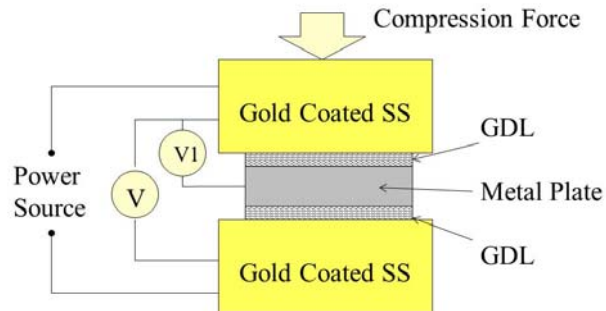 Compression Force
Gold Coated SS
GDL
V1
Power
Source
V
Metal Plate
GDL
Gold Coated SS